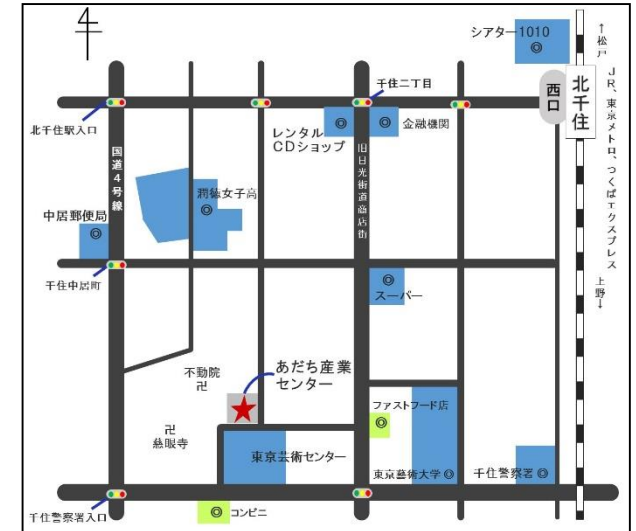 シアター1010
↑松戸
JR、東京メトロ、つくばエクスプレス
上野↓
北千住
西口
千住二丁目
北千住駅入口
レンタル
CDショップ
金融機関
国道4号線
旧日光街道商店街
潤徳女子高
中居郵便局
千住中居町
スーパー
不動院
卍
あだち産業
センター
卍
慈眼寺
ファストフード店
東京芸術センター
東京藝術大学
千住警察署
千住警察署入口
コンビニ